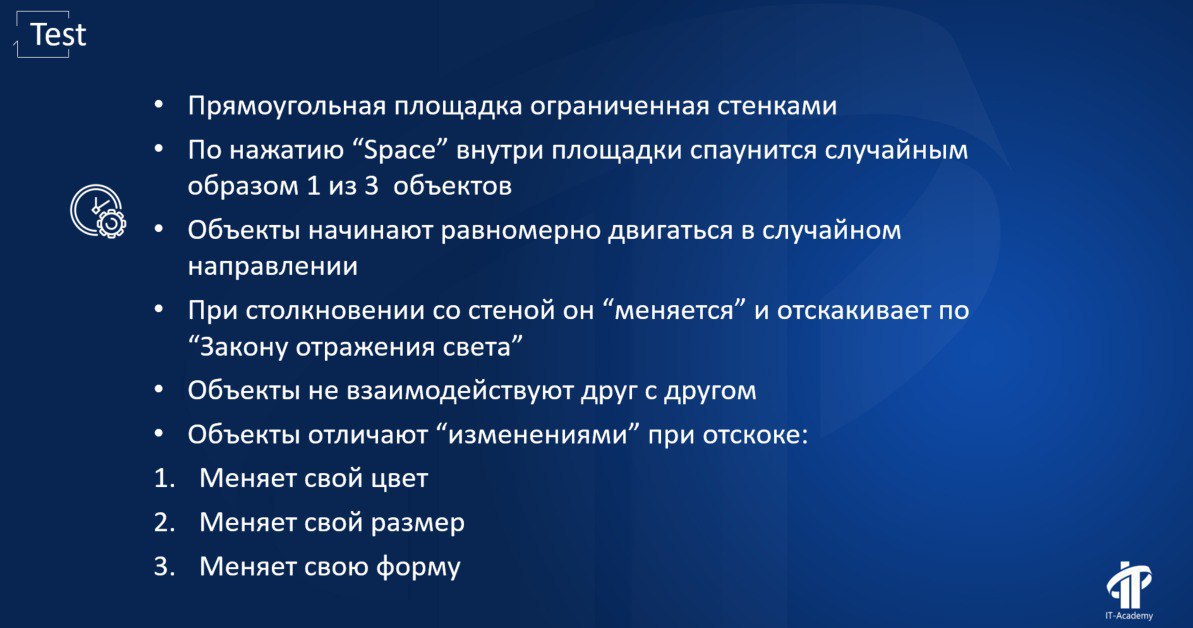 Test
• Прямоугольная площадка ограниченная стенками
• По нажатию “Space” внутри площадки спаунится случайным
образом 1 из 3 объектов
• Объекты начинают равномерно двигаться в случайном
направлении
• При столкновении со стеной он “меняется” и отскакивает по
“Закону отражения света”
• Объекты не взаимодействуют друг с другом
• Объекты отличают “изменениями” при отскоке:
1. Меняет свой цвет
2. Меняет свой размер
3. Меняет свою форму
IT-Academy